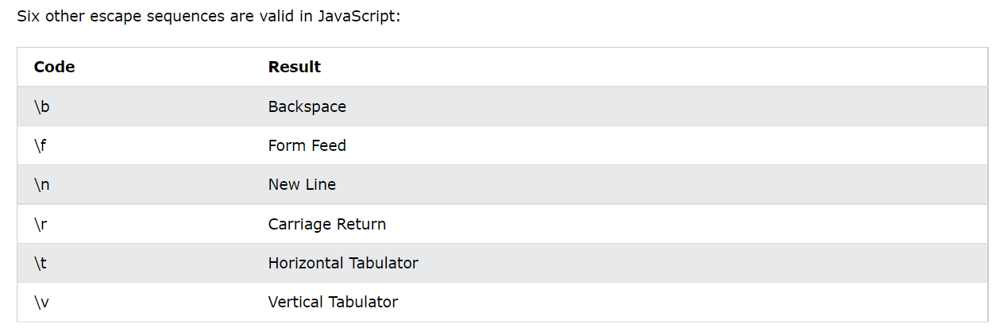 Six other escape sequences are valid in JavaScript:
Code Result
\b Backspace
\f Form Feed
\n New Line
\r Carriage Return
\t Horizontal Tabulator
\v Vertical Tabulator